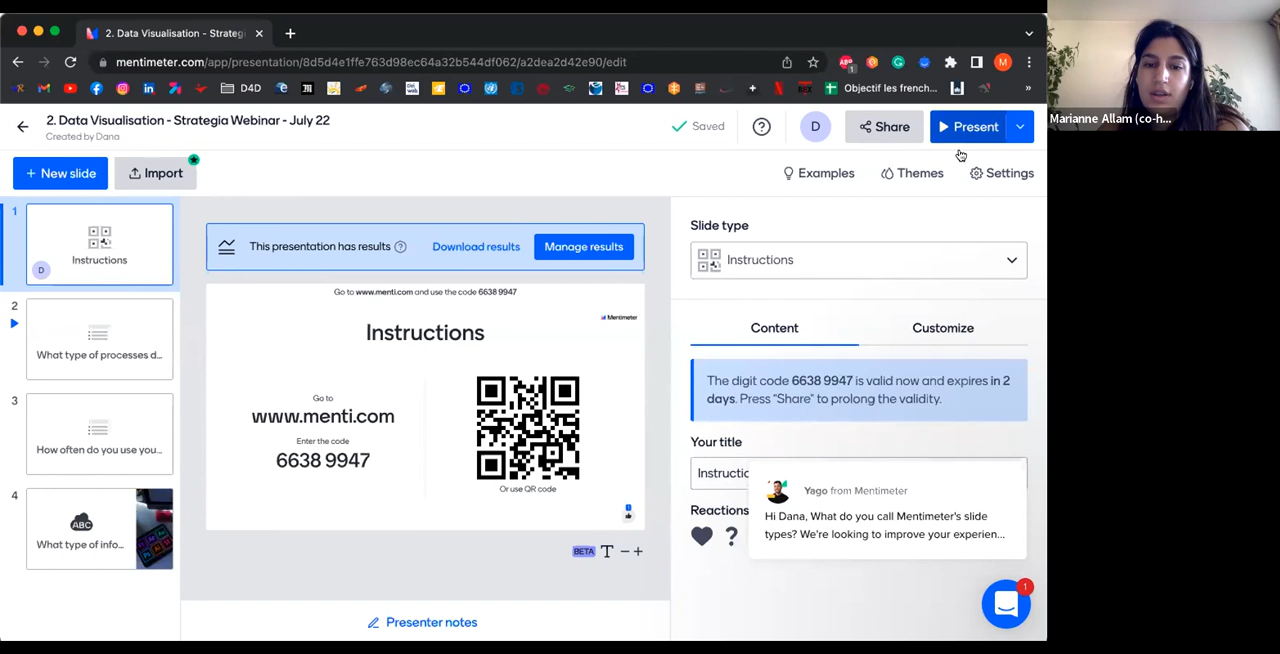 2. Data Visualisation - Strateg
mentimeter.com/app/presentation/8d5d4e1ffe763d98ec64a32b544df062/a2dea2d42e90/edit
M
D4D
Objectif les french...
2. Data Visualisation - Strategia Webinar - July 22
Created by Dana
Saved
D
Share
Present
+ New slide
Import
Examples
Themes
Settings
1
Instructions
D
2
What type of processes d...
3
How often do you use you...
4
ABC
What type of info...
This presentation has results
Download results
Manage results
Go to www.menti.com and use the code 6638 9947
Mentimeter
Instructions
Go to
www.menti.com
Enter the code
6638 9947
Or use QR code
BETA
Presenter notes
Slide type
Instructions
Content
Customize
The digit code 6638 9947 is valid now and expires in 2
days. Press “Share” to prolong the validity.
Your title
Instructio
Reactions
Yago from Mentimeter
Hi Dana, What do you call Mentimeter's slide
types? We're looking to improve your experien...
1
Marianne Allam (co-h...